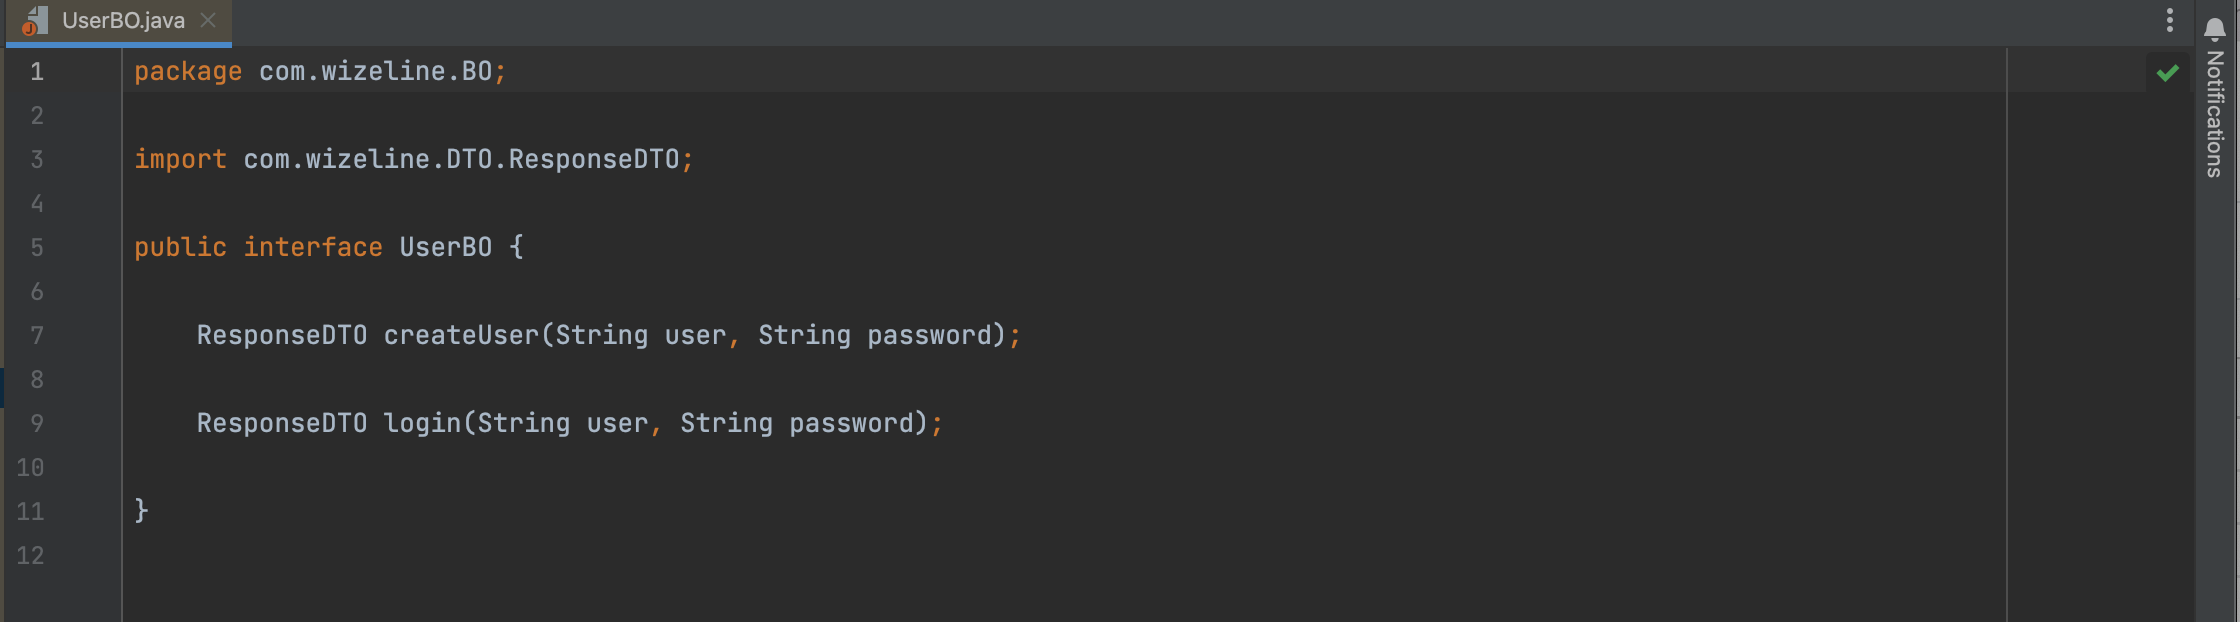 UserBO.java
1 package com.wizeline.BO;
2
3 import com.wizeline.DTO.ResponseDTO;
4
5 public interface UserBO {
6
7 ResponseDTO createUser(String user, String password);
8
9 ResponseDTO login(String user, String password);
10
11 }
12
Notifications